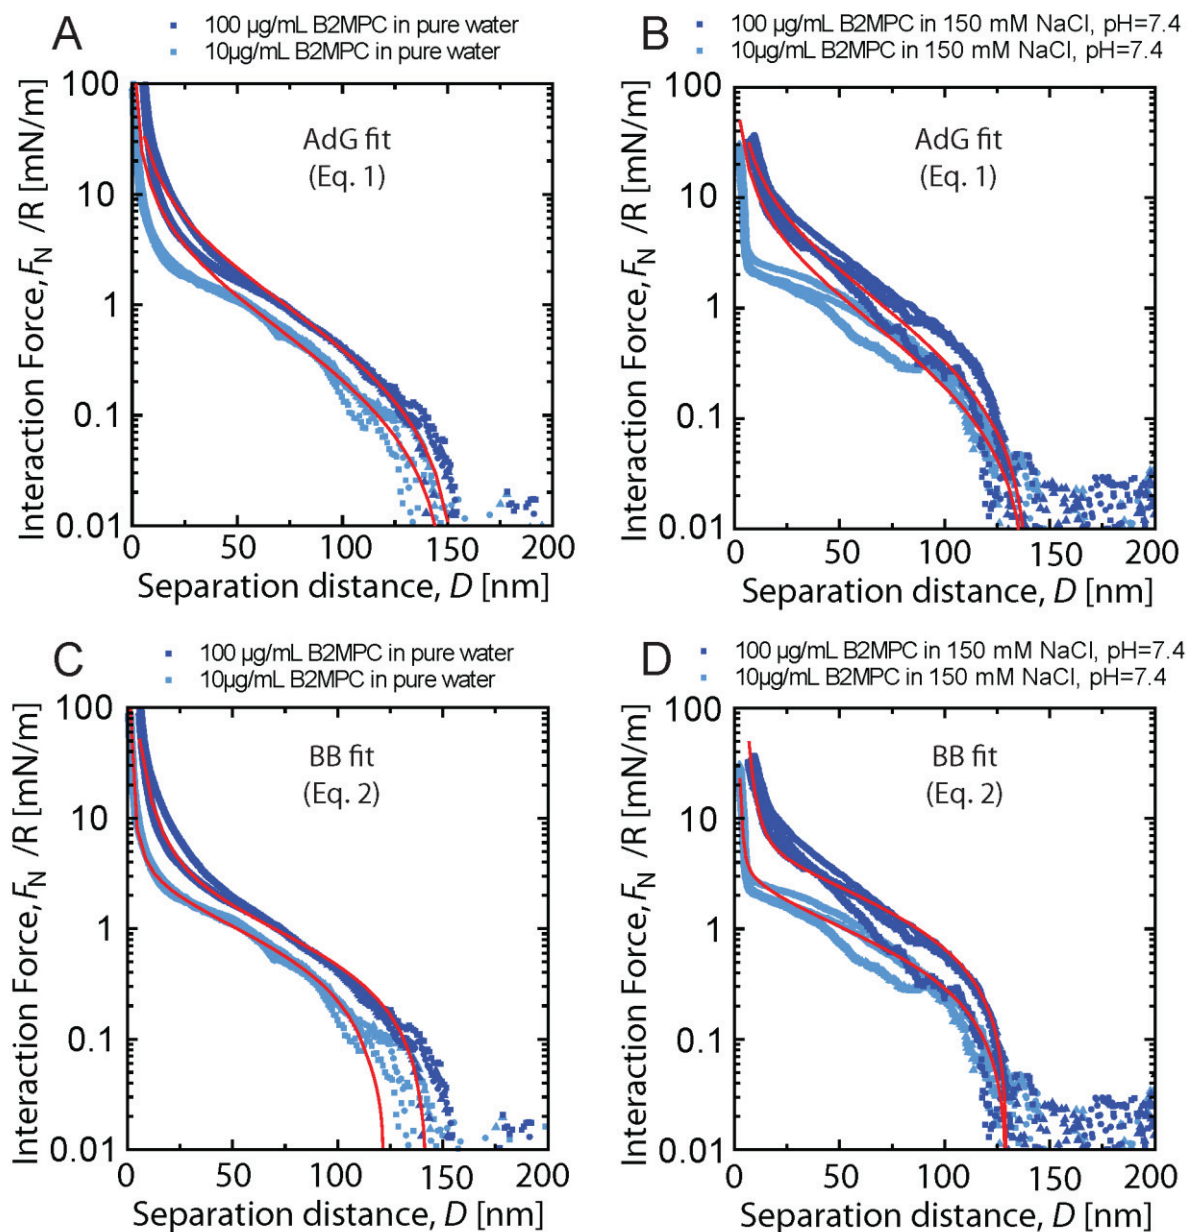 A
100 µg/mL B2MPC in pure water
10µg/mL B2MPC in pure water
Interaction Force, F_N /R [mN/m]
100
10
1
0.1
0.01
AdG fit
(Eq. 1)
0 50 100 150 200
Separation distance, D [nm]
B
100 µg/mL B2MPC in 150 mM NaCl, pH=7.4
10µg/mL B2MPC in 150 mM NaCl, pH=7.4
Interaction Force, F_N /R [mN/m]
100
10
1
0.1
0.01
AdG fit
(Eq. 1)
0 50 100 150 200
Separation distance, D [nm]
C
100 µg/mL B2MPC in pure water
10µg/mL B2MPC in pure water
Interaction Force, F_N /R [mN/m]
100
10
1
0.1
0.01
BB fit
(Eq. 2)
0 50 100 150 200
Separation distance, D [nm]
D
100 µg/mL B2MPC in 150 mM NaCl, pH=7.4
10µg/mL B2MPC in 150 mM NaCl, pH=7.4
Interaction Force, F_N /R [mN/m]
100
10
1
0.1
0.01
BB fit
(Eq. 2)
0 50 100 150 200
Separation distance, D [nm]